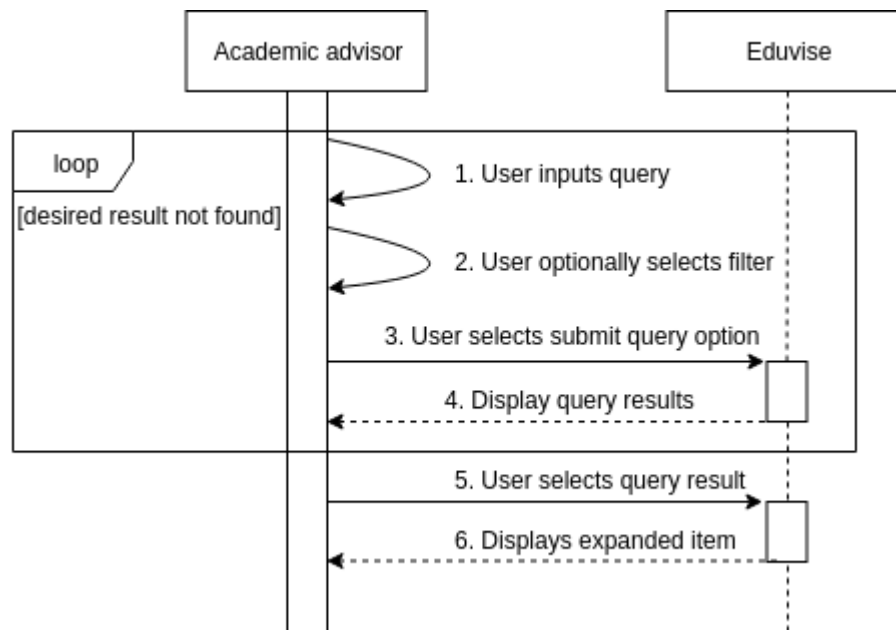 Academic advisor
Eduvise
loop
[desired result not found]
1. User inputs query
2. User optionally selects filter
3. User selects submit query option
4. Display query results
5. User selects query result
6. Displays expanded item